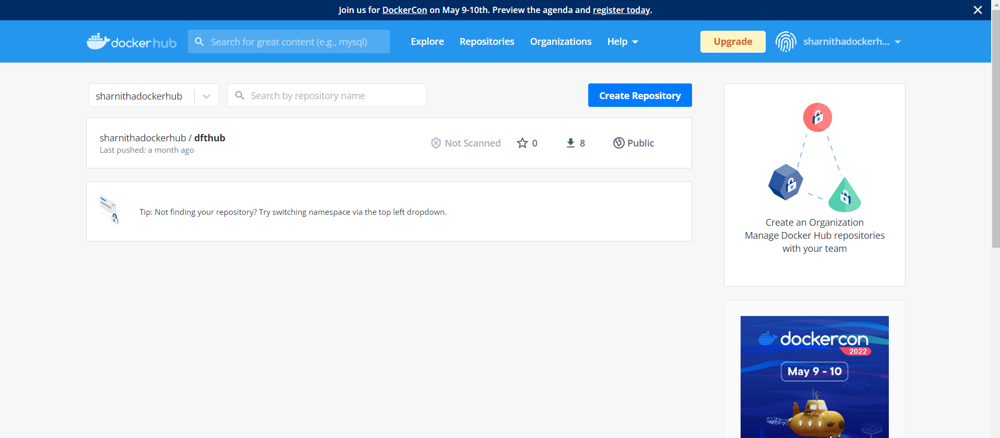 Join us for DockerCon on May 9-10th. Preview the agenda and register today.
docker hub
Search for great content (e.g., mysql)
Explore
Repositories
Organizations
Help
Upgrade
sharnithadockerh...
sharnithadockerhub
Search by repository name
Create Repository
sharnithadockerhub / dfthub
Last pushed: a month ago
Not Scanned
0
8
Public
Tip: Not finding your repository? Try switching namespace via the top left dropdown.
Create an Organization
Manage Docker Hub repositories
with your team
dockercon
2022
May 9 - 10